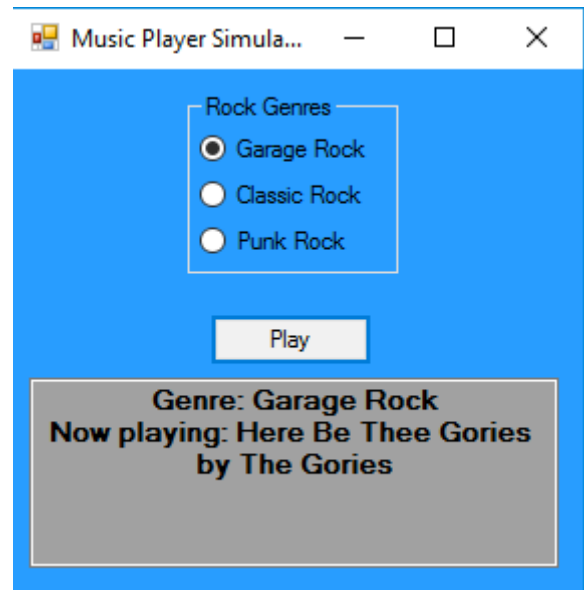 Music Player Simula...
Rock Genres
Garage Rock
Classic Rock
Punk Rock
Play
Genre: Garage Rock
Now playing: Here Be Thee Gories
by The Gories